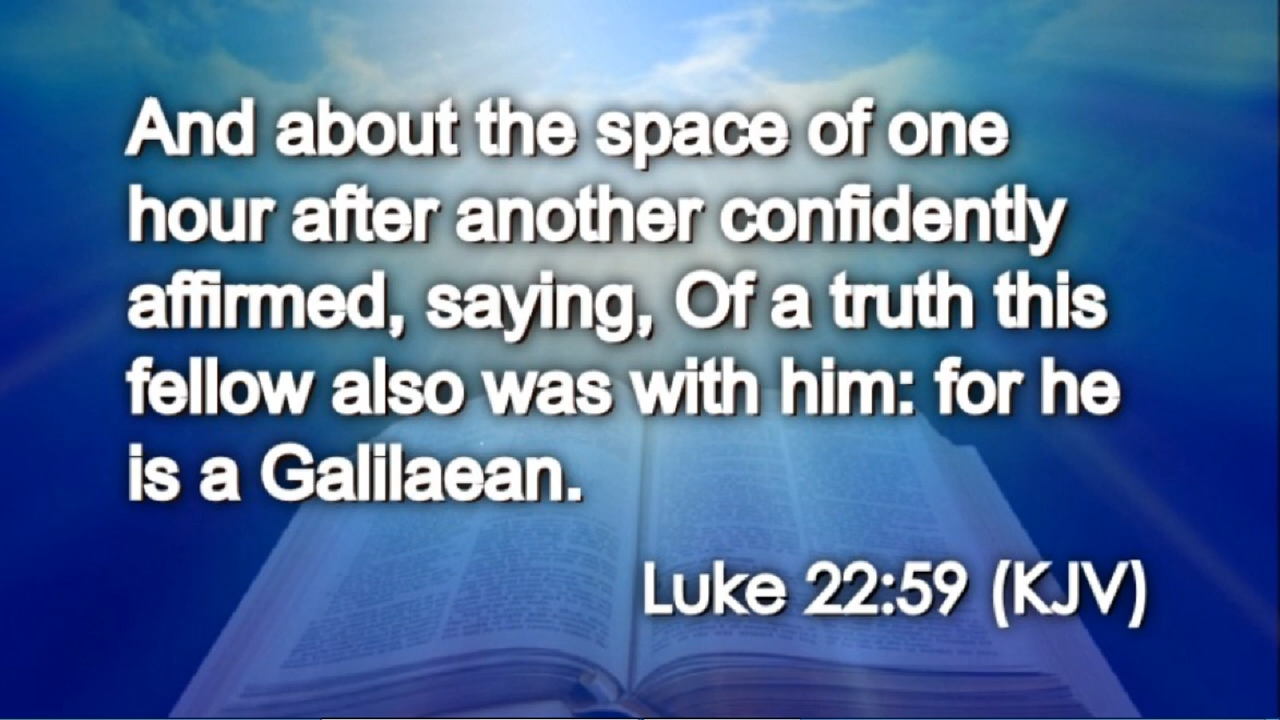 And about the space of one
hour after another confidently
affirmed, saying, Of a truth this
fellow also was with him: for he
is a Galilaean.
Luke 22:59 (KJV)